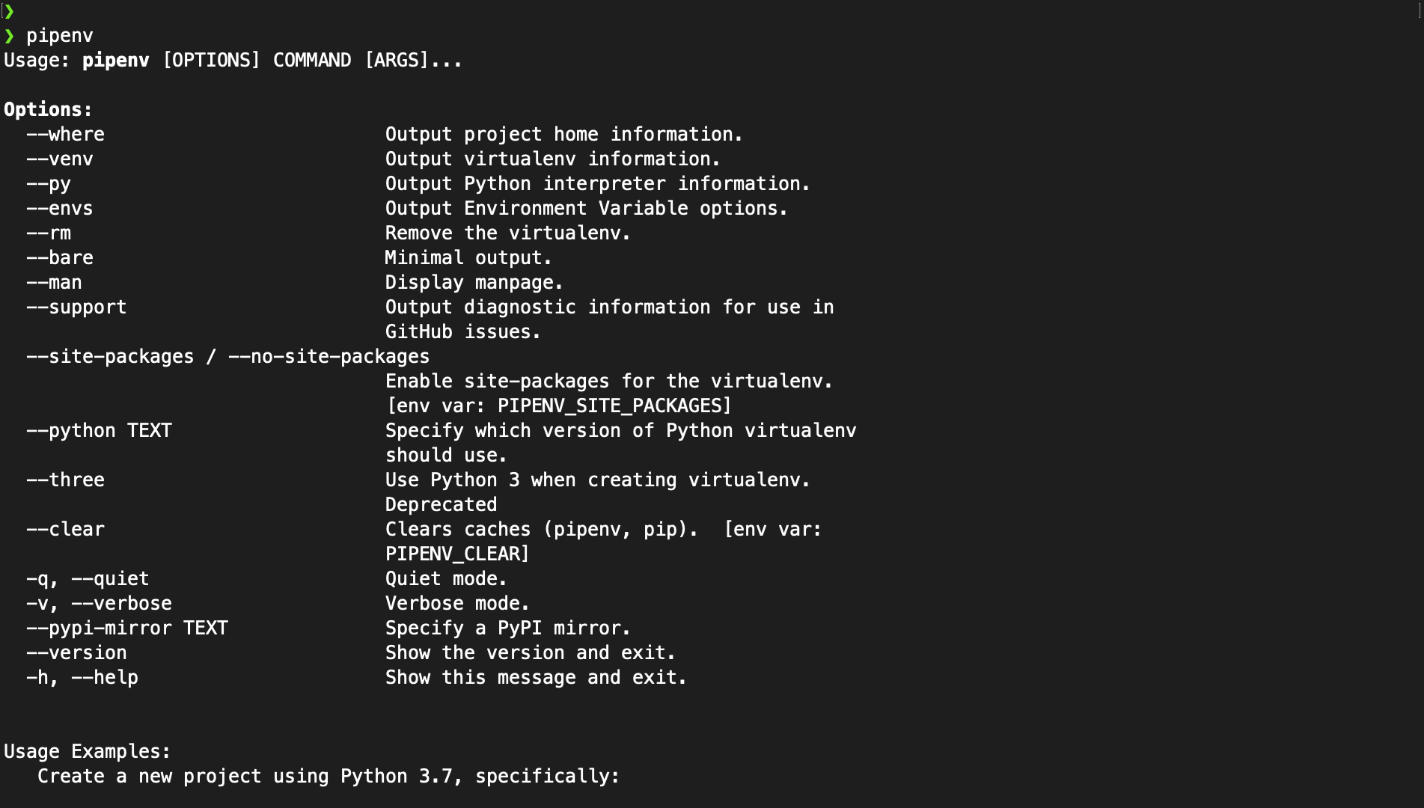 ❯
❯ pipenv
Usage: pipenv [OPTIONS] COMMAND [ARGS]...
Options:
--where Output project home information.
--venv Output virtualenv information.
--py Output Python interpreter information.
--envs Output Environment Variable options.
--rm Remove the virtualenv.
--bare Minimal output.
--man Display manpage.
--support Output diagnostic information for use in
GitHub issues.
--site-packages / --no-site-packages
Enable site-packages for the virtualenv.
[env var: PIPENV_SITE_PACKAGES]
--python TEXT Specify which version of Python virtualenv
should use.
--three Use Python 3 when creating virtualenv.
Deprecated
--clear Clears caches (pipenv, pip).  [env var:
PIPENV_CLEAR]
-q, --quiet Quiet mode.
-v, --verbose Verbose mode.
--pypi-mirror TEXT Specify a PyPI mirror.
--version Show the version and exit.
-h, --help Show this message and exit.
Usage Examples:
Create a new project using Python 3.7, specifically: